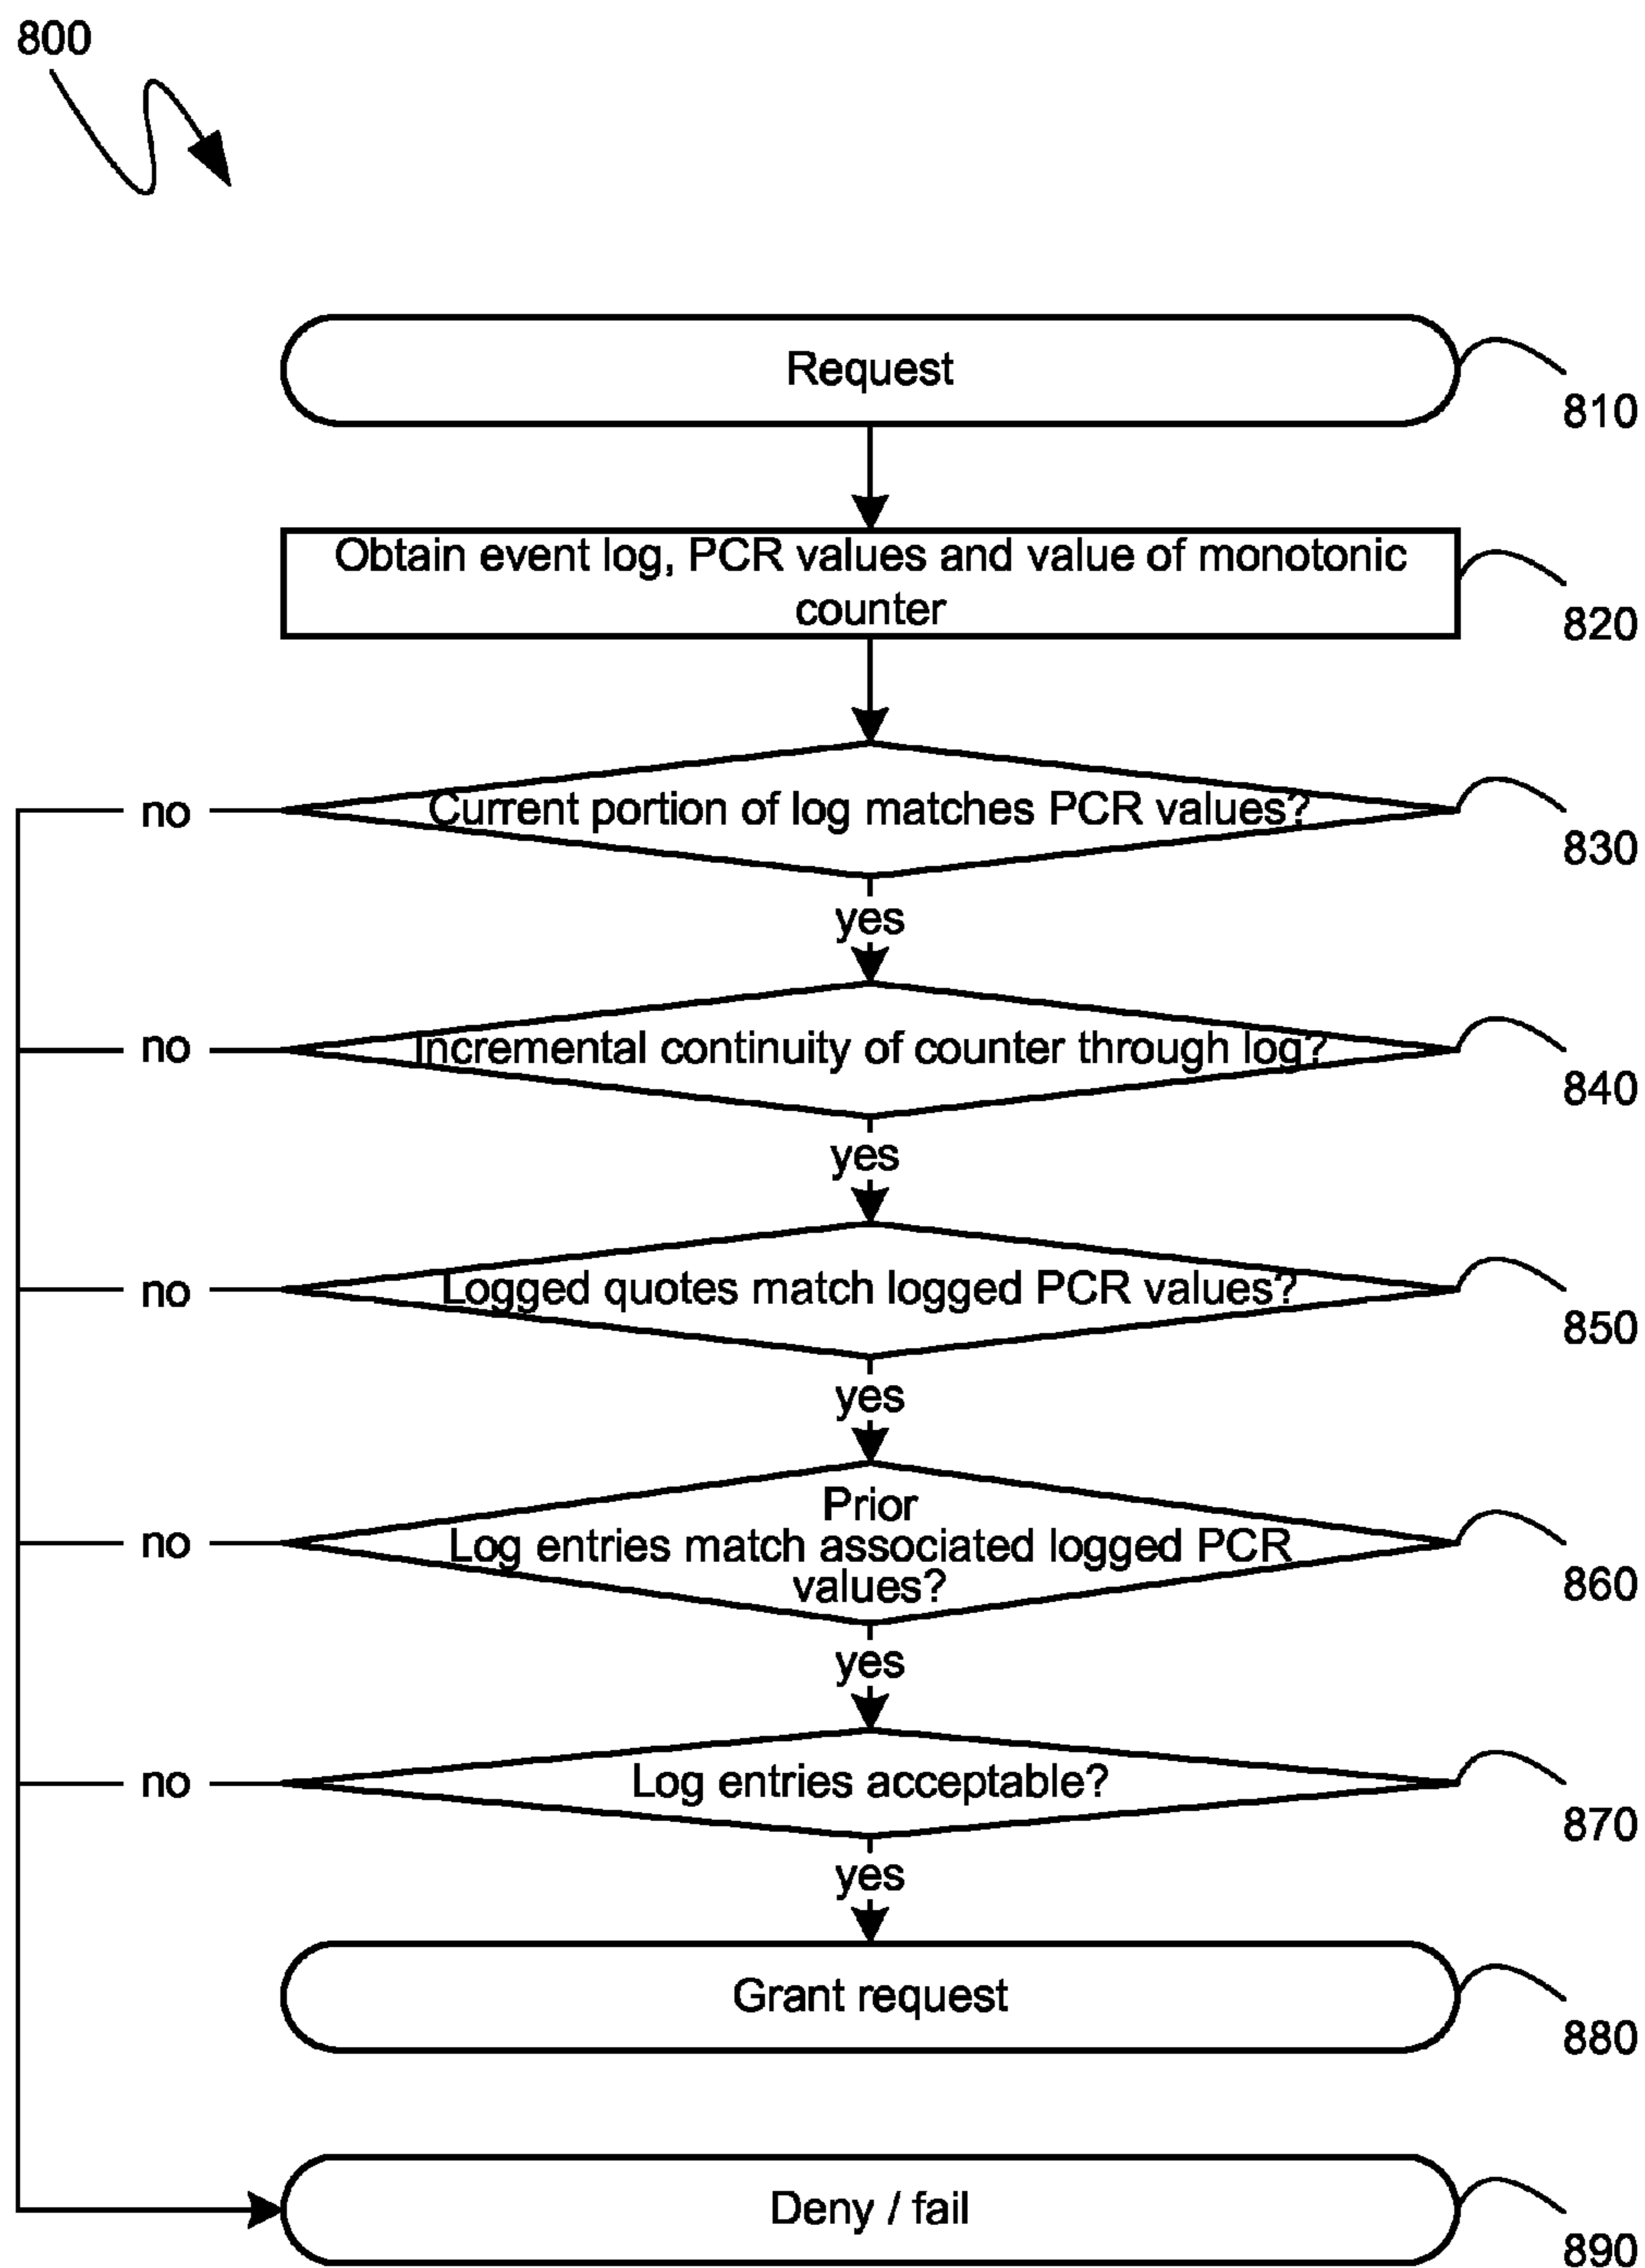 800
Request
810
Obtain event log, PCR values and value of monotonic
counter
820
Current portion of log matches PCR values?
no
830
yes
Incremental continuity of counter through log?
no
840
yes
Logged quotes match logged PCR values?
no
850
yes
Prior
Log entries match associated logged PCR
values?
no
860
yes
Log entries acceptable?
no
870
yes
Grant request
880
Deny / fail
890